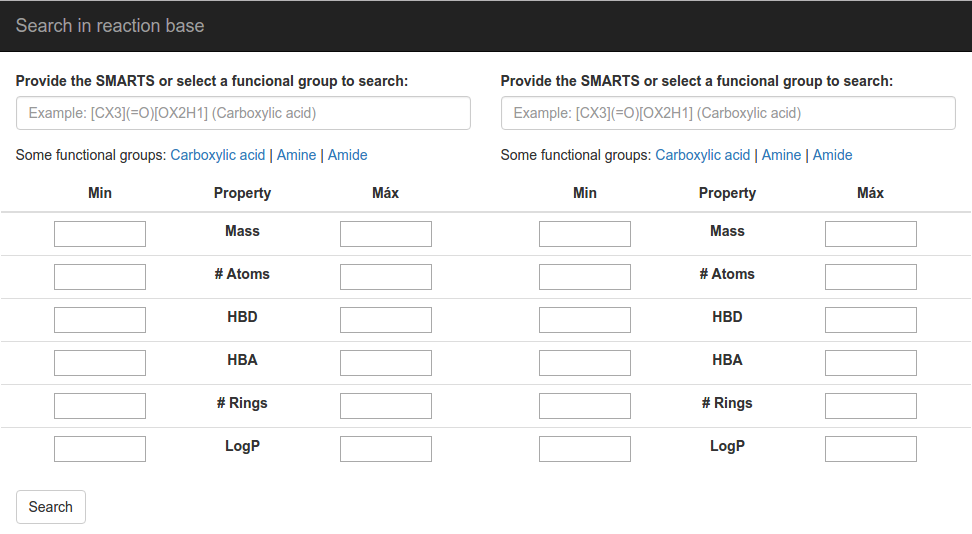 Search in reaction base
Provide the SMARTS or select a funcional group to search: Provide the SMARTS or select a funcional group to search:
Example: [CX3](=O)[OX2H1] (Carboxylic acid) Example: [CX3](=O)[OX2H1] (Carboxylic acid)
Some functional groups: Carboxylic acid | Amine | Amide Some functional groups: Carboxylic acid | Amine | Amide
Min Property Máx Min Property Máx
Mass Mass
# Atoms # Atoms
HBD HBD
HBA HBA
# Rings # Rings
LogP LogP
Search